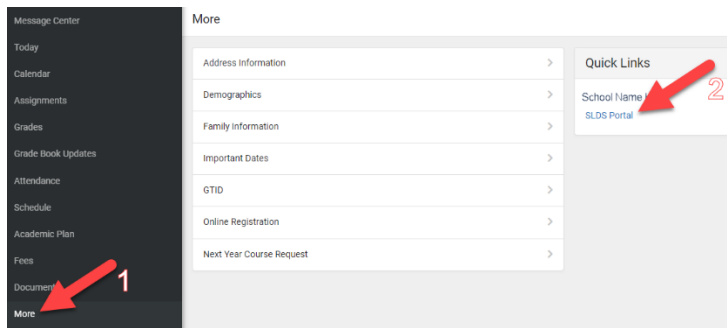 Message Center
Today
Calendar
Assignments
Grades
Grade Book Updates
Attendance
Schedule
Academic Plan
Fees
Document
More
1
More
Address Information
Demographics
Family Information
Important Dates
GTID
Online Registration
Next Year Course Request
Quick Links
School Name
SLDS Portal
2